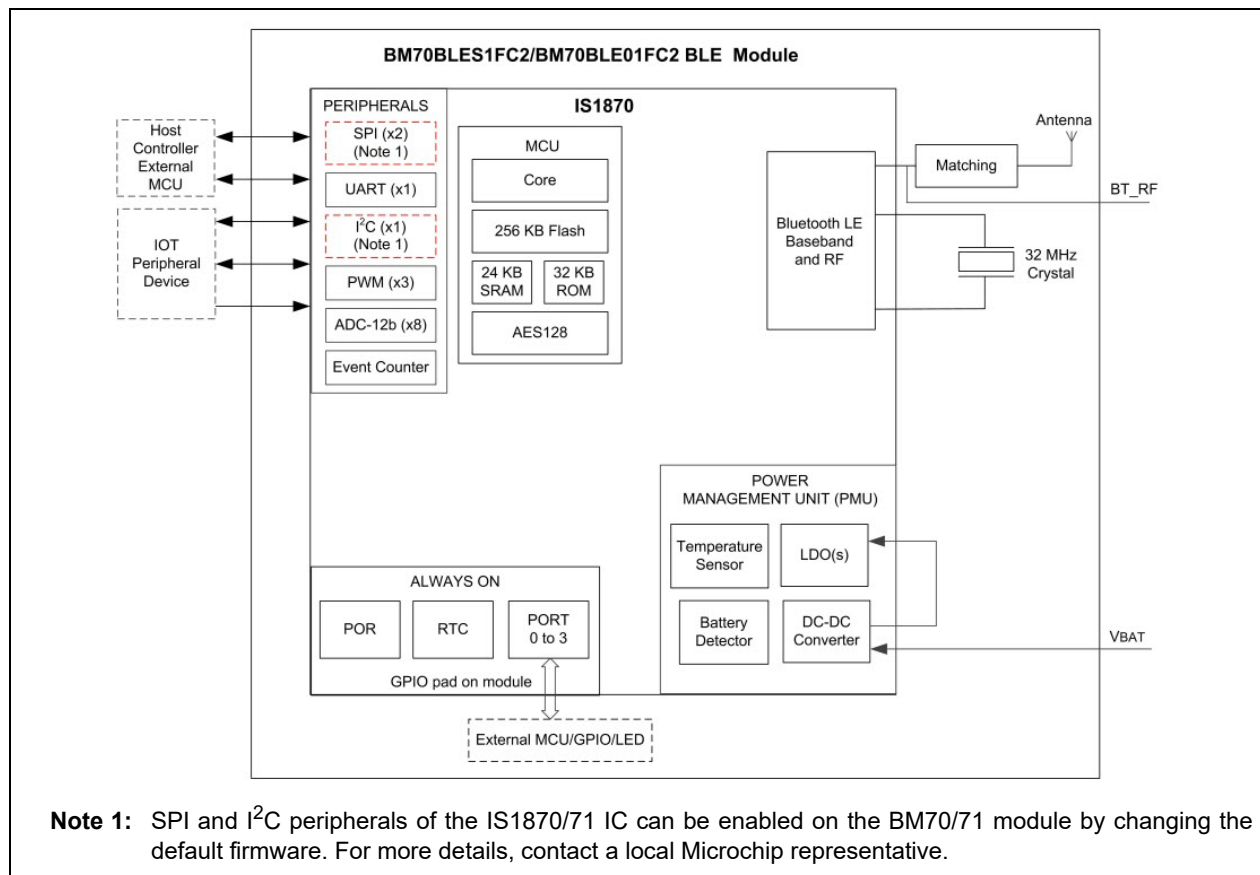 BM70BLES1FC2/BM70BLE01FC2 BLE Module
PERIPHERALS
IS1870
Host
Controller
External
MCU
SPI (x2)
(Note 1)
UART (x1)
I²C (x1)
(Note 1)
IOT
Peripheral
Device
PWM (x3)
ADC-12b (x8)
Event Counter
MCU
Core
256 KB Flash
24 KB
SRAM
32 KB
ROM
AES128
Bluetooth LE
Baseband
and RF
Matching
Antenna
BT_RF
32 MHz
Crystal
POWER
MANAGEMENT UNIT (PMU)
Temperature
Sensor
LDO(s)
Battery
Detector
DC-DC
Converter
VBAT
ALWAYS ON
POR
RTC
PORT
0 to 3
GPIO pad on module
External MCU/GPIO/LED
Note 1: SPI and I²C peripherals of the IS1870/71 IC can be enabled on the BM70/71 module by changing the
default firmware. For more details, contact a local Microchip representative.